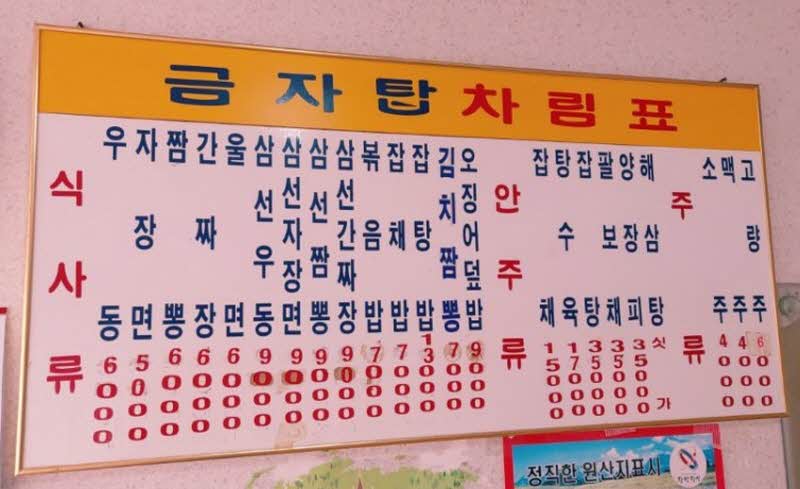 금자탑 차림표
식사류
우동 6000
자장면 5000
짬뽕 6000
간짜장 6000
울면 6000
삼선우동 9000
삼선자장면 9000
삼선짬뽕 9000
삼선간짜장 9000
볶음밥 7000
잡채밥 7000
잡탕밥 13000
김치짬뽕 7000
오징어덮밥 9000
안주류
잡채 15000
탕수육 17000
잡탕 35000
팔보채 35000
양장피 35000
해삼탕 싯가
주류
소주 4000
맥주 4000
고량주 6000
정직한 원산지표시